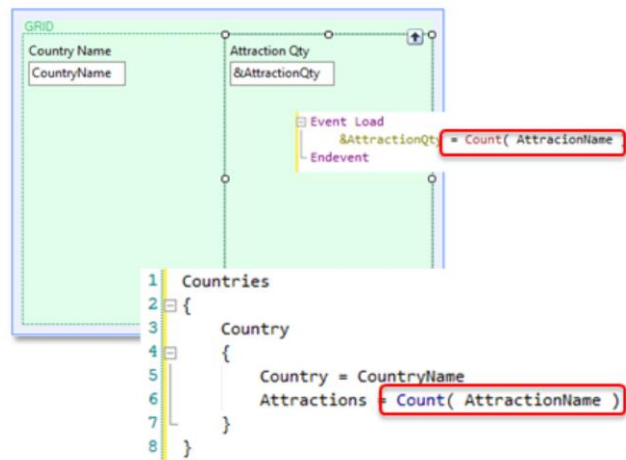 GRID
Country Name
Attraction Qty
CountryName
&AttractionQty
Event Load
&AttractionQty = Count( AttracionName )
Endevent
1 Countries
2 {
3 Country
4 {
5 Country = CountryName
6 Attractions = Count( AttractionName )
7 }
8 }